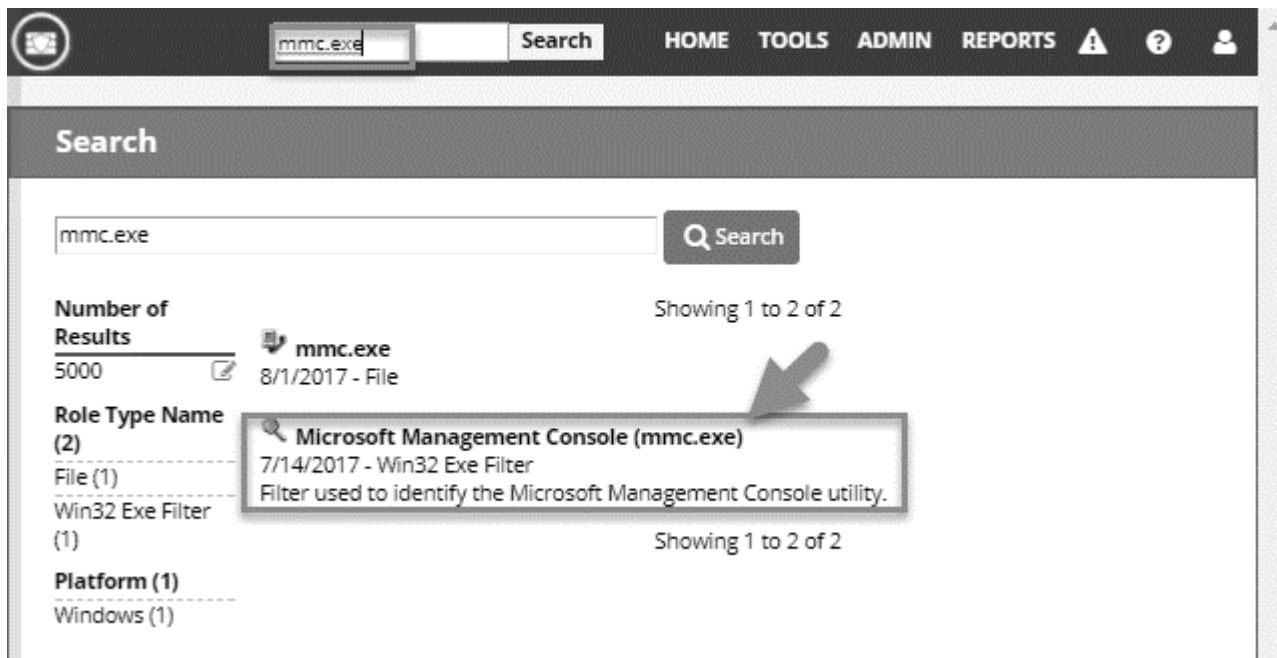 mmc.exe Search HOME TOOLS ADMIN REPORTS
Search
mmc.exe Search
Number of Results
5000
Role Type Name (2)
File (1)
Win32 Exe Filter (1)
Platform (1)
Windows (1)
Showing 1 to 2 of 2
mmc.exe
8/1/2017 - File
Microsoft Management Console (mmc.exe)
7/14/2017 - Win32 Exe Filter
Filter used to identify the Microsoft Management Console utility.
Showing 1 to 2 of 2